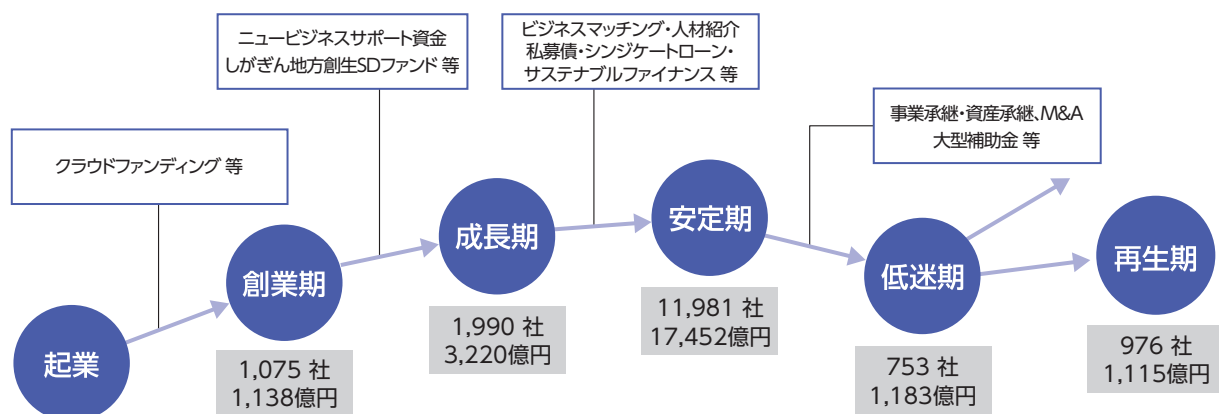 ニュービジネスサポート資金
しがぎん地方創生SDファンド 等
ビジネスマッチング・人材紹介
私募債・シンジケートローン・
サステナブルファイナンス 等
事業承継・資産承継、M&A
大型補助金 等
クラウドファンディング 等
起業
創業期
1,075 社
1,138億円
成長期
1,990 社
3,220億円
安定期
11,981 社
17,452億円
低迷期
753 社
1,183億円
再生期
976 社
1,115億円